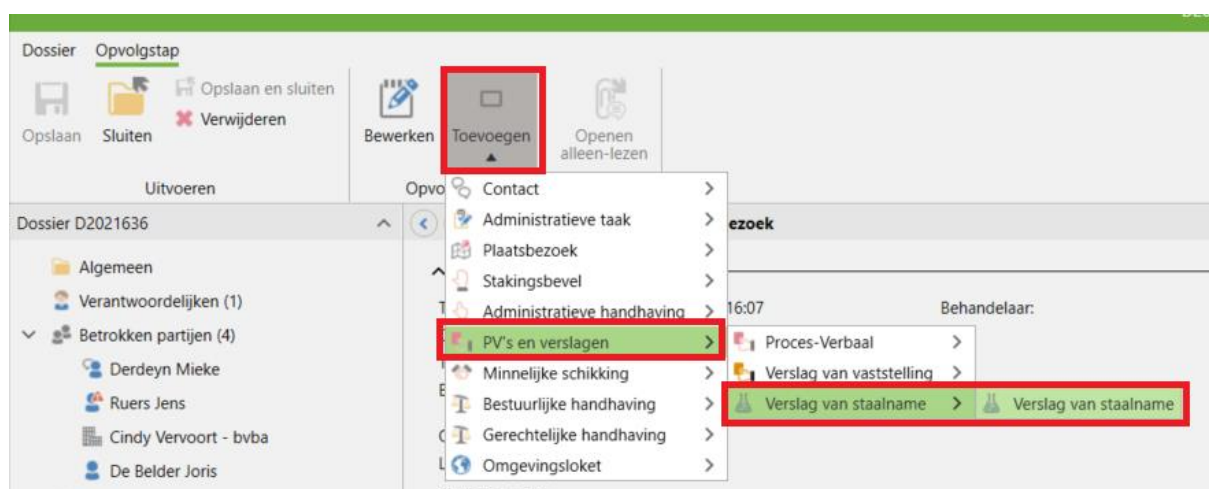 Dossier Opvolgstap
Opslaan Sluiten Opslaan en sluiten Verwijderen Bewerken Toevoegen Openen alleen-lezen
Uitvoeren Opvo
Dossier D2021636
Algemeen
Verantwoordelijken (1)
Betrokken partijen (4)
Derdeyn Mieke
Ruers Jens
Cindy Vervoort - bvba
De Belder Joris
Contact
Administratieve taak
Plaatsbezoek
Stakingsbevel
Administratieve handhaving
PV's en verslagen
Minnelijke schikking
Bestuurlijke handhaving
Gerechtelijke handhaving
Omgevingsloket
ezoek
16:07 Behandelaar:
Proces-Verbaal
Verslag van vaststelling
Verslag van staalname
Verslag van staalname